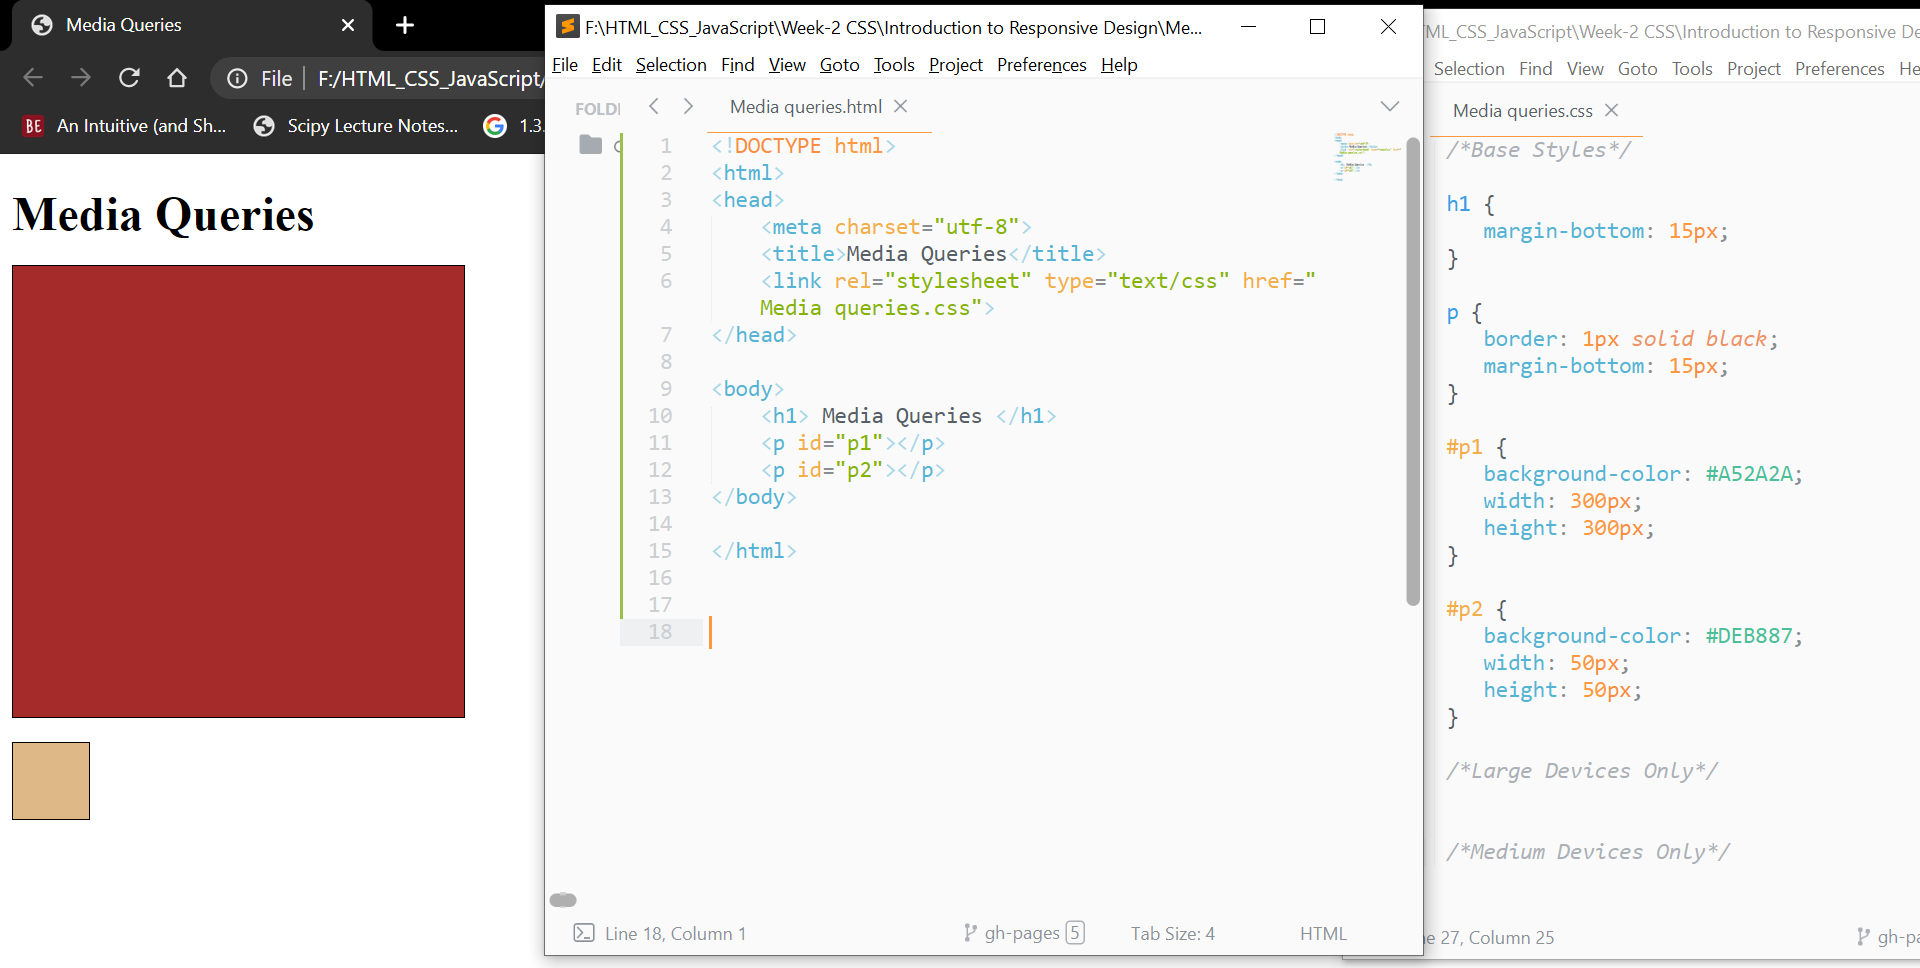 Media Queries
File F:/HTML_CSS_JavaScript/
BE An Intuitive (and Sh...
Scipy Lecture Notes...
G 1.3.
Media Queries
F:\HTML_CSS_JavaScript\Week-2 CSS\Introduction to Responsive Design\Me...
File Edit Selection Find View Goto Tools Project Preferences Help
FOLD
Media queries.html
1 <!DOCTYPE html>
2 <html>
3 <head>
4 <meta charset="utf-8">
5 <title>Media Queries</title>
6 <link rel="stylesheet" type="text/css" href="
Media queries.css">
7 </head>
8
9 <body>
10 <h1> Media Queries </h1>
11 <p id="p1"></p>
12 <p id="p2"></p>
13 </body>
14
15 </html>
16
17
18
Line 18, Column 1
gh-pages 5
Tab Size: 4
HTML
ML_CSS_JavaScript\Week-2 CSS\Introduction to Responsive De
Selection Find View Goto Tools Project Preferences He
Media queries.css
/*Base Styles*/
h1 {
margin-bottom: 15px;
}
p {
border: 1px solid black;
margin-bottom: 15px;
}
#p1 {
background-color: #A52A2A;
width: 300px;
height: 300px;
}
#p2 {
background-color: #DEB887;
width: 50px;
height: 50px;
}
/*Large Devices Only*/
/*Medium Devices Only*/
e 27, Column 25
gh-pa